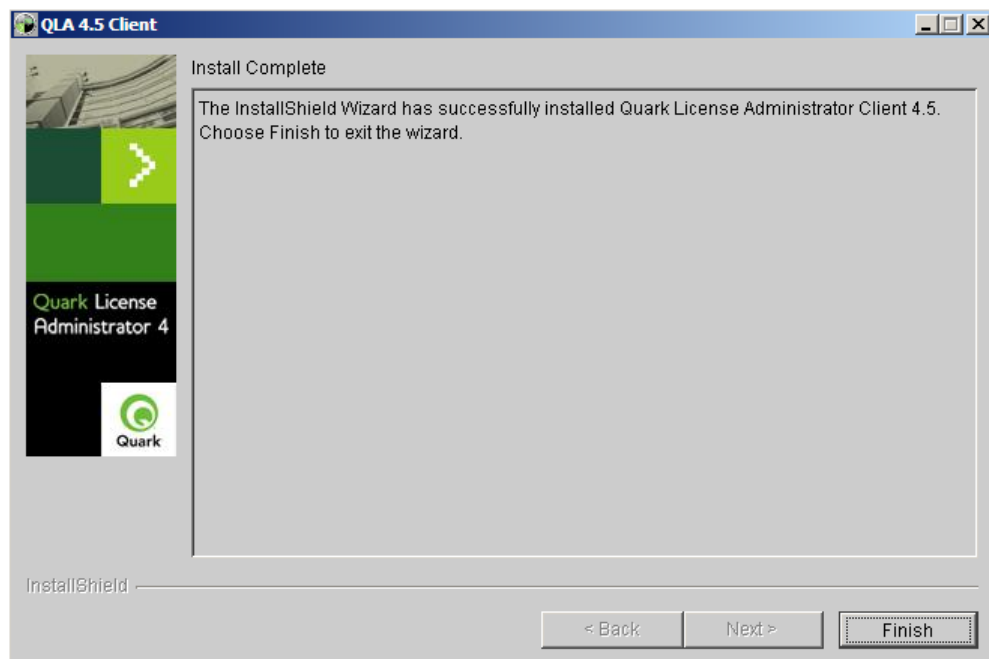 QLA 4.5 Client
Install Complete
The InstallShield Wizard has successfully installed Quark License Administrator Client 4.5.
Choose Finish to exit the wizard.
Quark License
Administrator 4
Quark
InstallShield
< Back
Next >
Finish